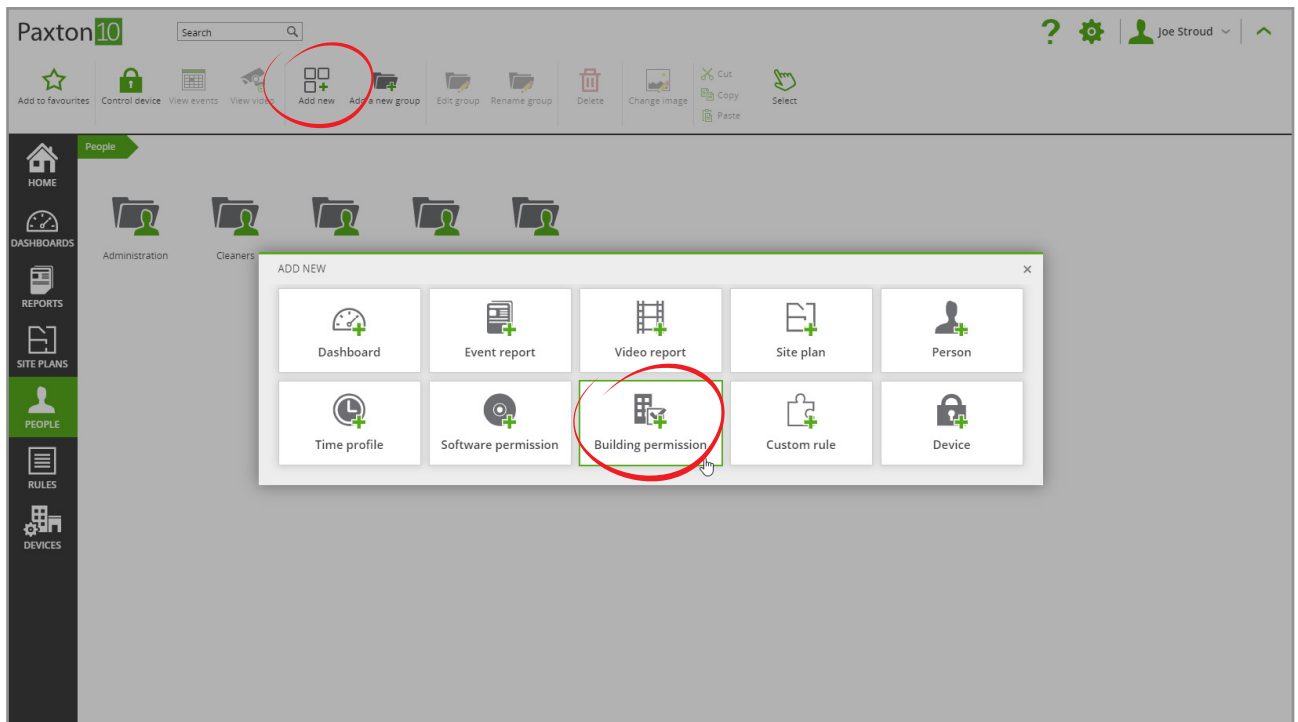 Paxton10
Search
Joe Stroud
Add to favourites
Control device
View events
View video
Add new
Add a new group
Edit group
Rename group
Delete
Change image
Cut
Copy
Paste
Select
People
HOME
DASHBOARDS
REPORTS
SITE PLANS
PEOPLE
RULES
DEVICES
Administration
Cleaners
ADD NEW
Dashboard
Event report
Video report
Site plan
Person
Time profile
Software permission
Building permission
Custom rule
Device